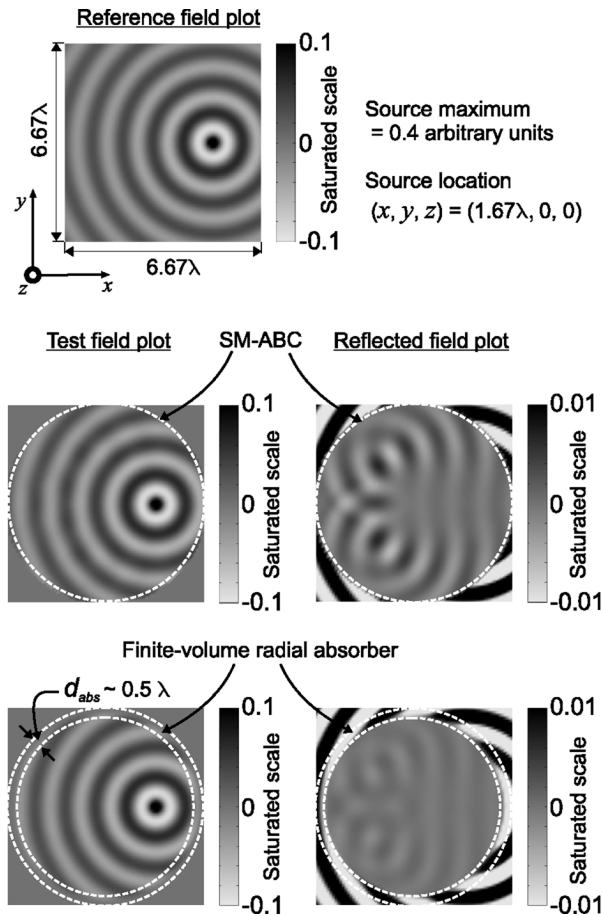 Reference field plot
0.1
0
-0.1
Saturated scale
6.67λ
6.67λ
y
z
x
Source maximum
= 0.4 arbitrary units
Source location
(x, y, z) = (1.67λ, 0, 0)
Test field plot
SM-ABC
Reflected field plot
0.1
0
-0.1
Saturated scale
0.01
0
-0.01
Saturated scale
Finite-volume radial absorber
dabs ~ 0.5 λ
0.1
0
-0.1
Saturated scale
0.01
0
-0.01
Saturated scale